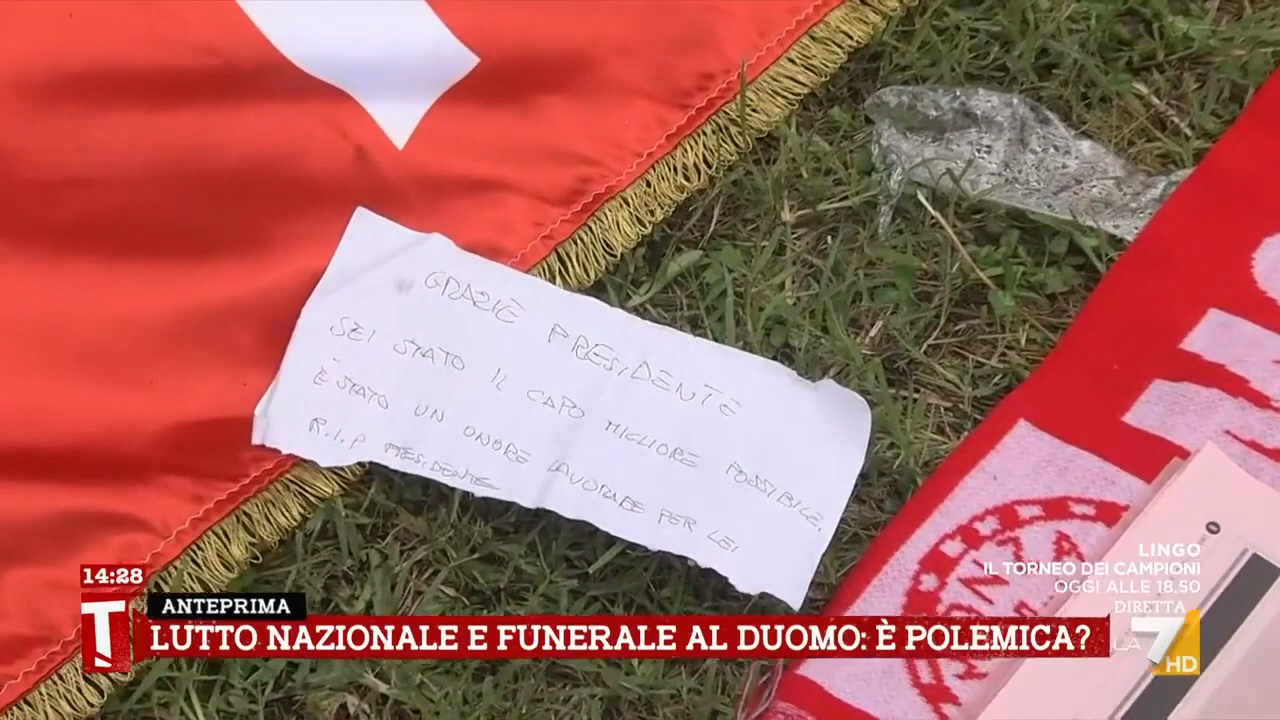 GRAZIE PRESIDENTE
SEI STATO IL CAPO MIGLIORE POSSIBILE.
È STATO UN ONORE LAVORARE PER LEI
R.I.P PRESIDENTE
14:28
T
ANTEPRIMA
LUTTO NAZIONALE E FUNERALE AL DUOMO: È POLEMICA?
LINGO
IL TORNEO DEI CAMPIONI
OGGI ALLE 18.50
DIRETTA
LA 7 HD